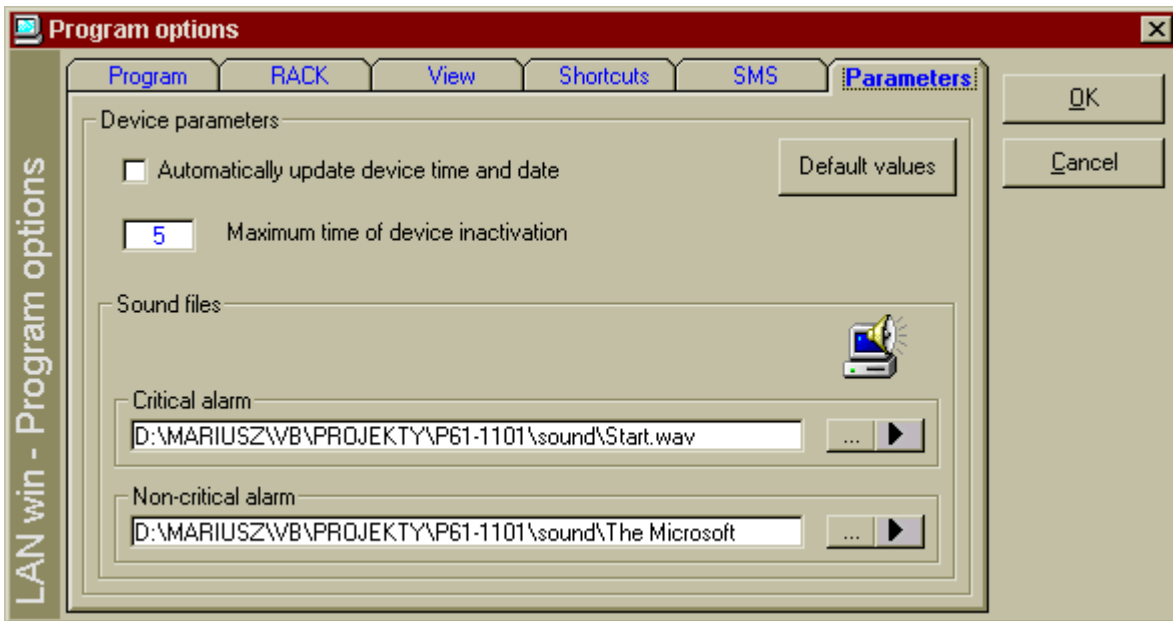 Program options
LAN win - Program options
Program RACK View Shortcuts SMS Parameters
OK
Cancel
Device parameters
Automatically update device time and date
Default values
5 Maximum time of device inactivation
Sound files
Critical alarm
D:\MARIUSZ\VB\PROJEKTY\P61-1101\sound\Start.wav
...
Non-critical alarm
D:\MARIUSZ\VB\PROJEKTY\P61-1101\sound\The Microsoft
...